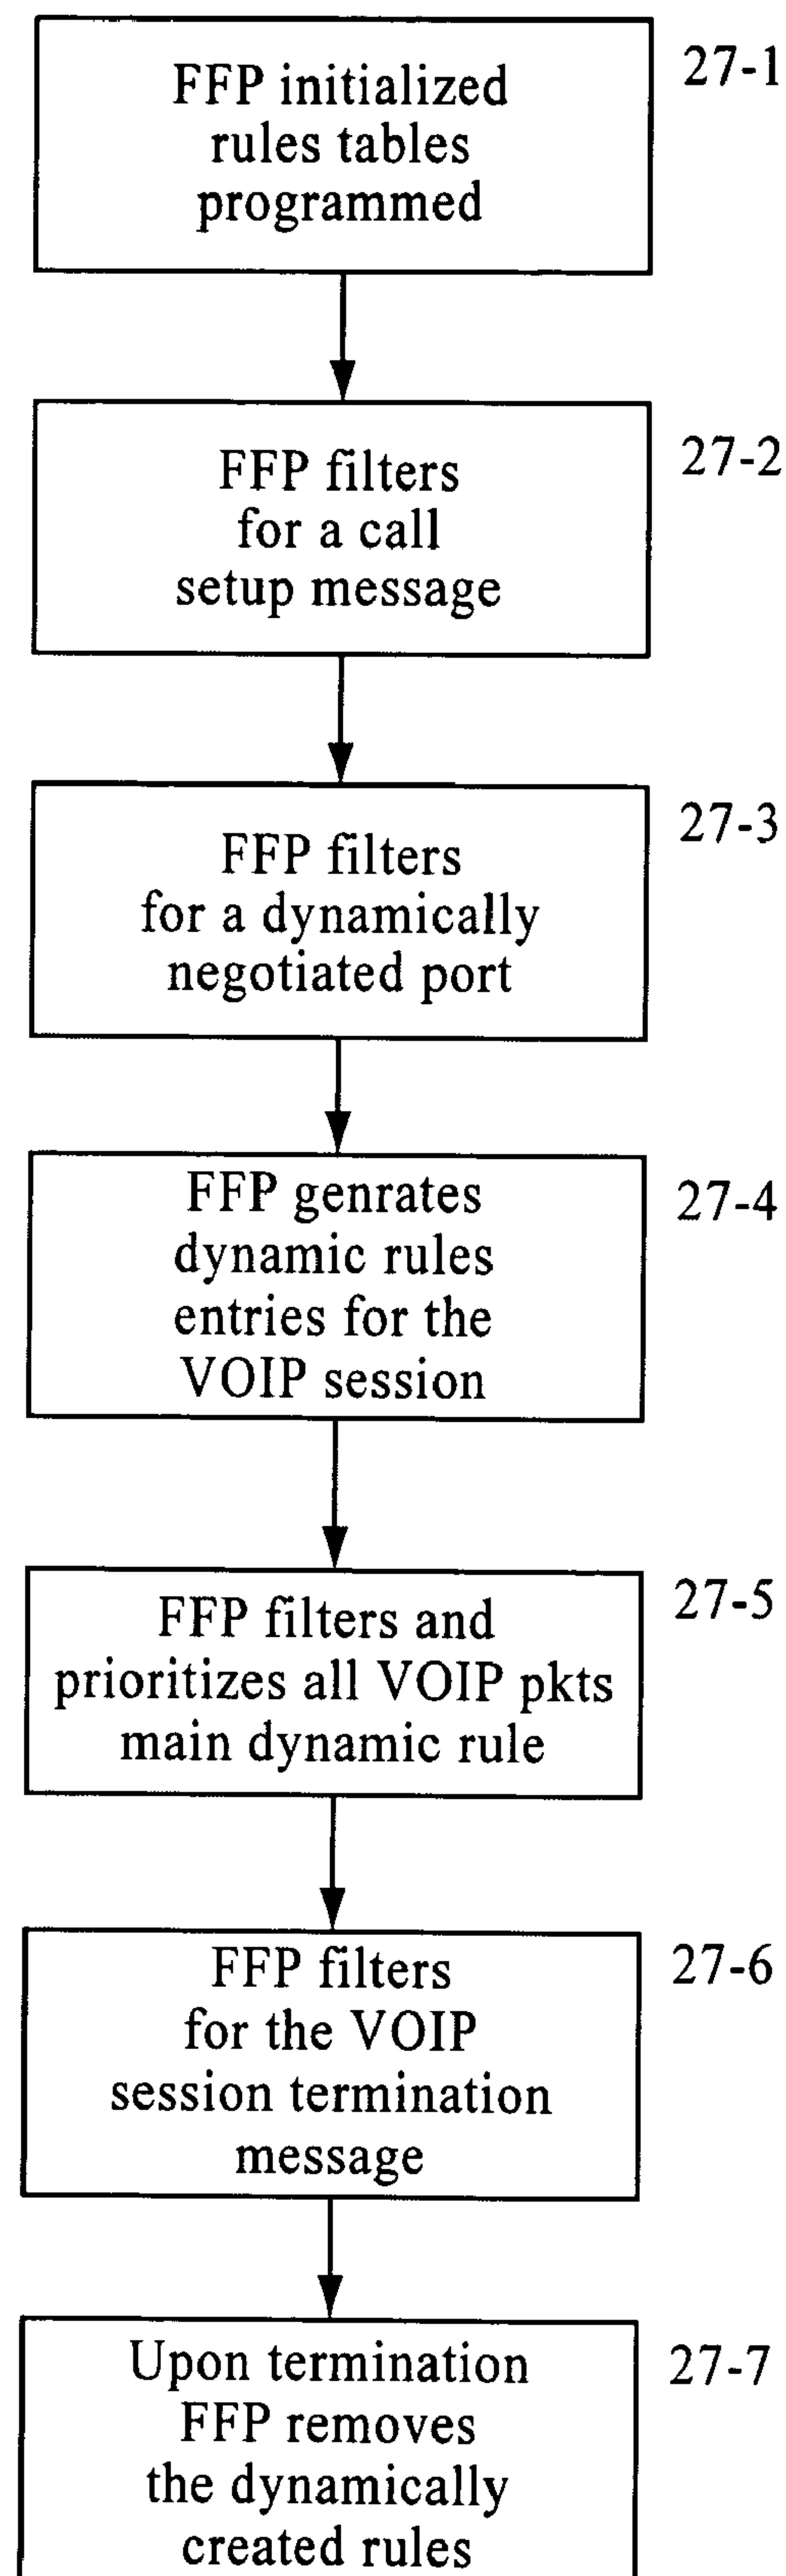 FFP initialized
rules tables
programmed
27-1
FFP filters
for a call
setup message
27-2
FFP filters
for a dynamically
negotiated port
27-3
FFP genrates
dynamic rules
entries for the
VOIP session
27-4
FFP filters and
prioritizes all VOIP pkts
main dynamic rule
27-5
FFP filters
for the VOIP
session termination
message
27-6
Upon termination
FFP removes
the dynamically
created rules
27-7